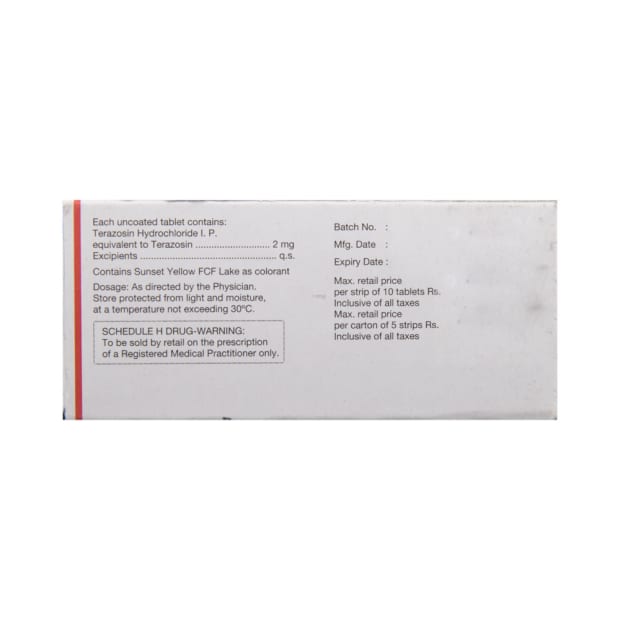 Each uncoated tablet contains:
Terazosin Hydrochloride I. P.
equivalent to Terazosin ............................ 2 mg
Excipients .................................................. q.s.
Contains Sunset Yellow FCF Lake as colorant
Dosage: As directed by the Physician.
Store protected from light and moisture,
at a temperature not exceeding 30ºC.
SCHEDULE H DRUG-WARNING:
To be sold by retail on the prescription
of a Registered Medical Practitioner only.
Batch No. :
Mfg. Date :
Expiry Date :
Max. retail price
per strip of 10 tablets Rs.
Inclusive of all taxes
Max. retail price
per carton of 5 strips Rs.
Inclusive of all taxes